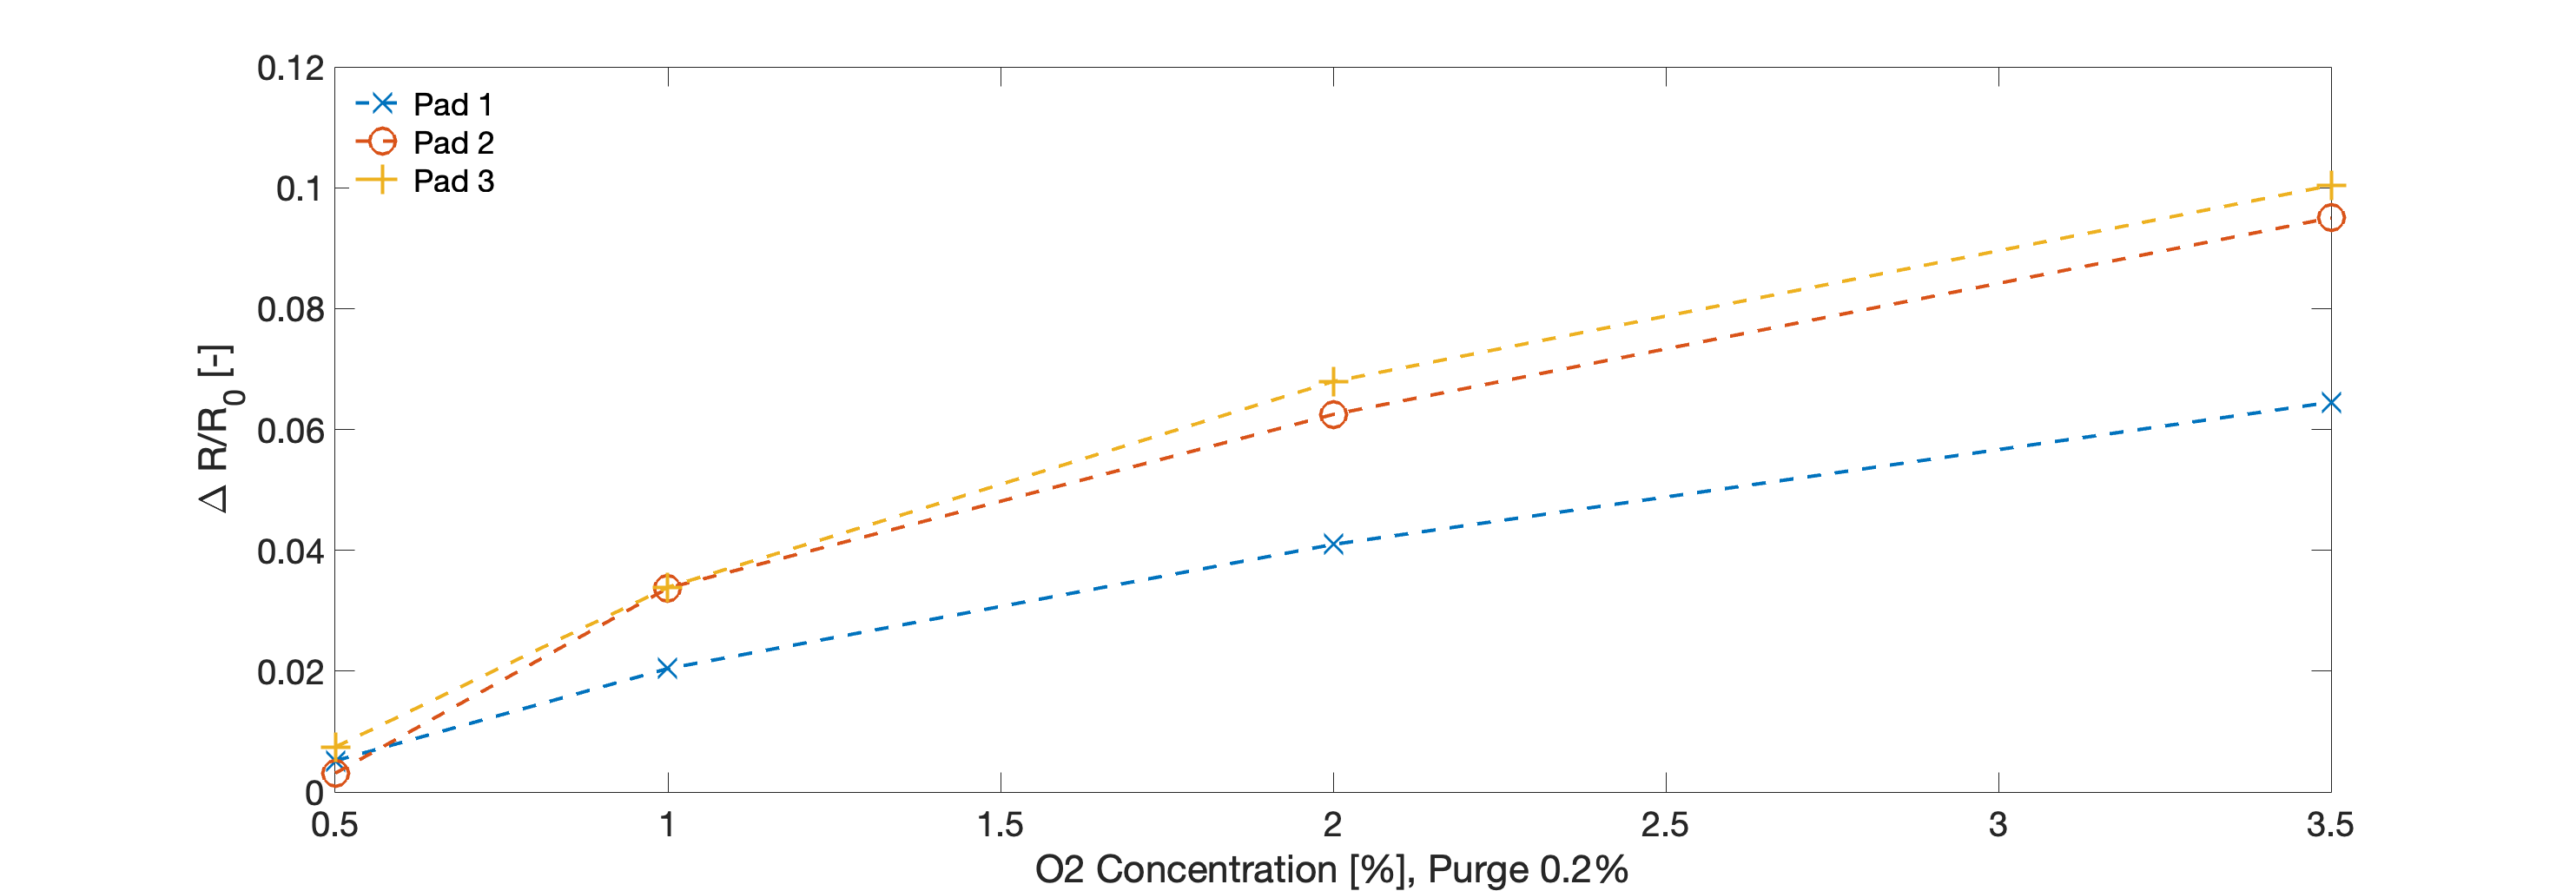 0.12
0.1
0.08
0.06
0.04
0.02
0
Δ R/R0 [-]
Pad 1
Pad 2
Pad 3
0.5 1 1.5 2 2.5 3 3.5
O2 Concentration [%], Purge 0.2%